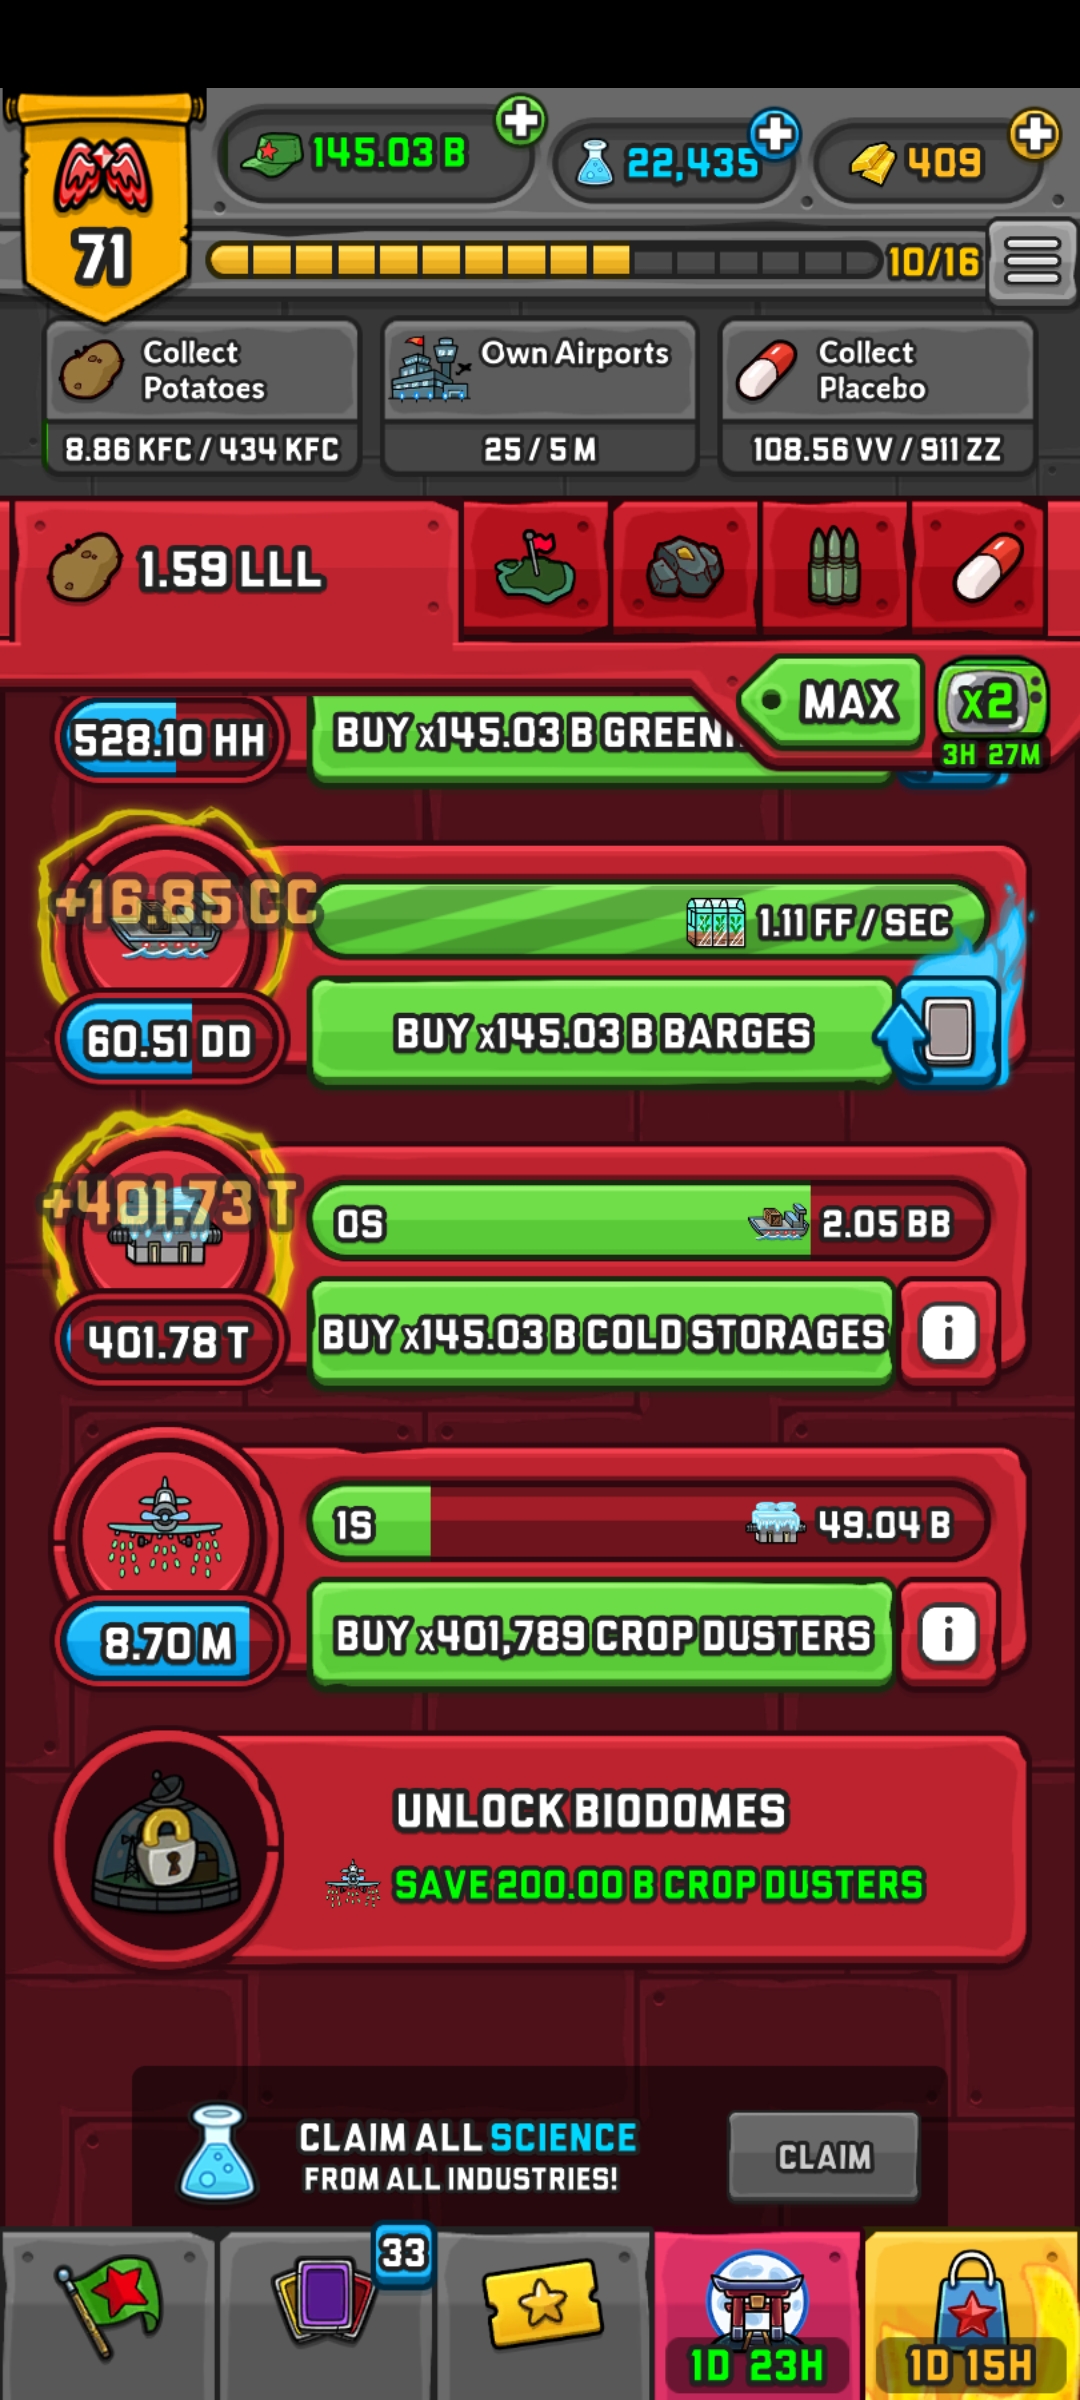 71
145.03 B
22,435
409
10/16
Collect
Potatoes
8.86 KFC / 434 KFC
Own Airports
25 / 5 M
Collect
Placebo
108.56 VV / 911 ZZ
1.59 LLL
MAX
x2
3H 27M
528.10 HH
BUY x145.03 B GREEN
+16.85 CC
1.11 FF / SEC
60.51 DD
BUY x145.03 B BARGES
+401.73 T
0S
2.05 BB
401.78 T
BUY x145.03 B COLD STORAGES
i
1S
49.04 B
8.70 M
BUY x401,789 CROP DUSTERS
i
UNLOCK BIODOMES
SAVE 200.00 B CROP DUSTERS
CLAIM ALL SCIENCE
FROM ALL INDUSTRIES!
CLAIM
33
1D 23H
1D 15H